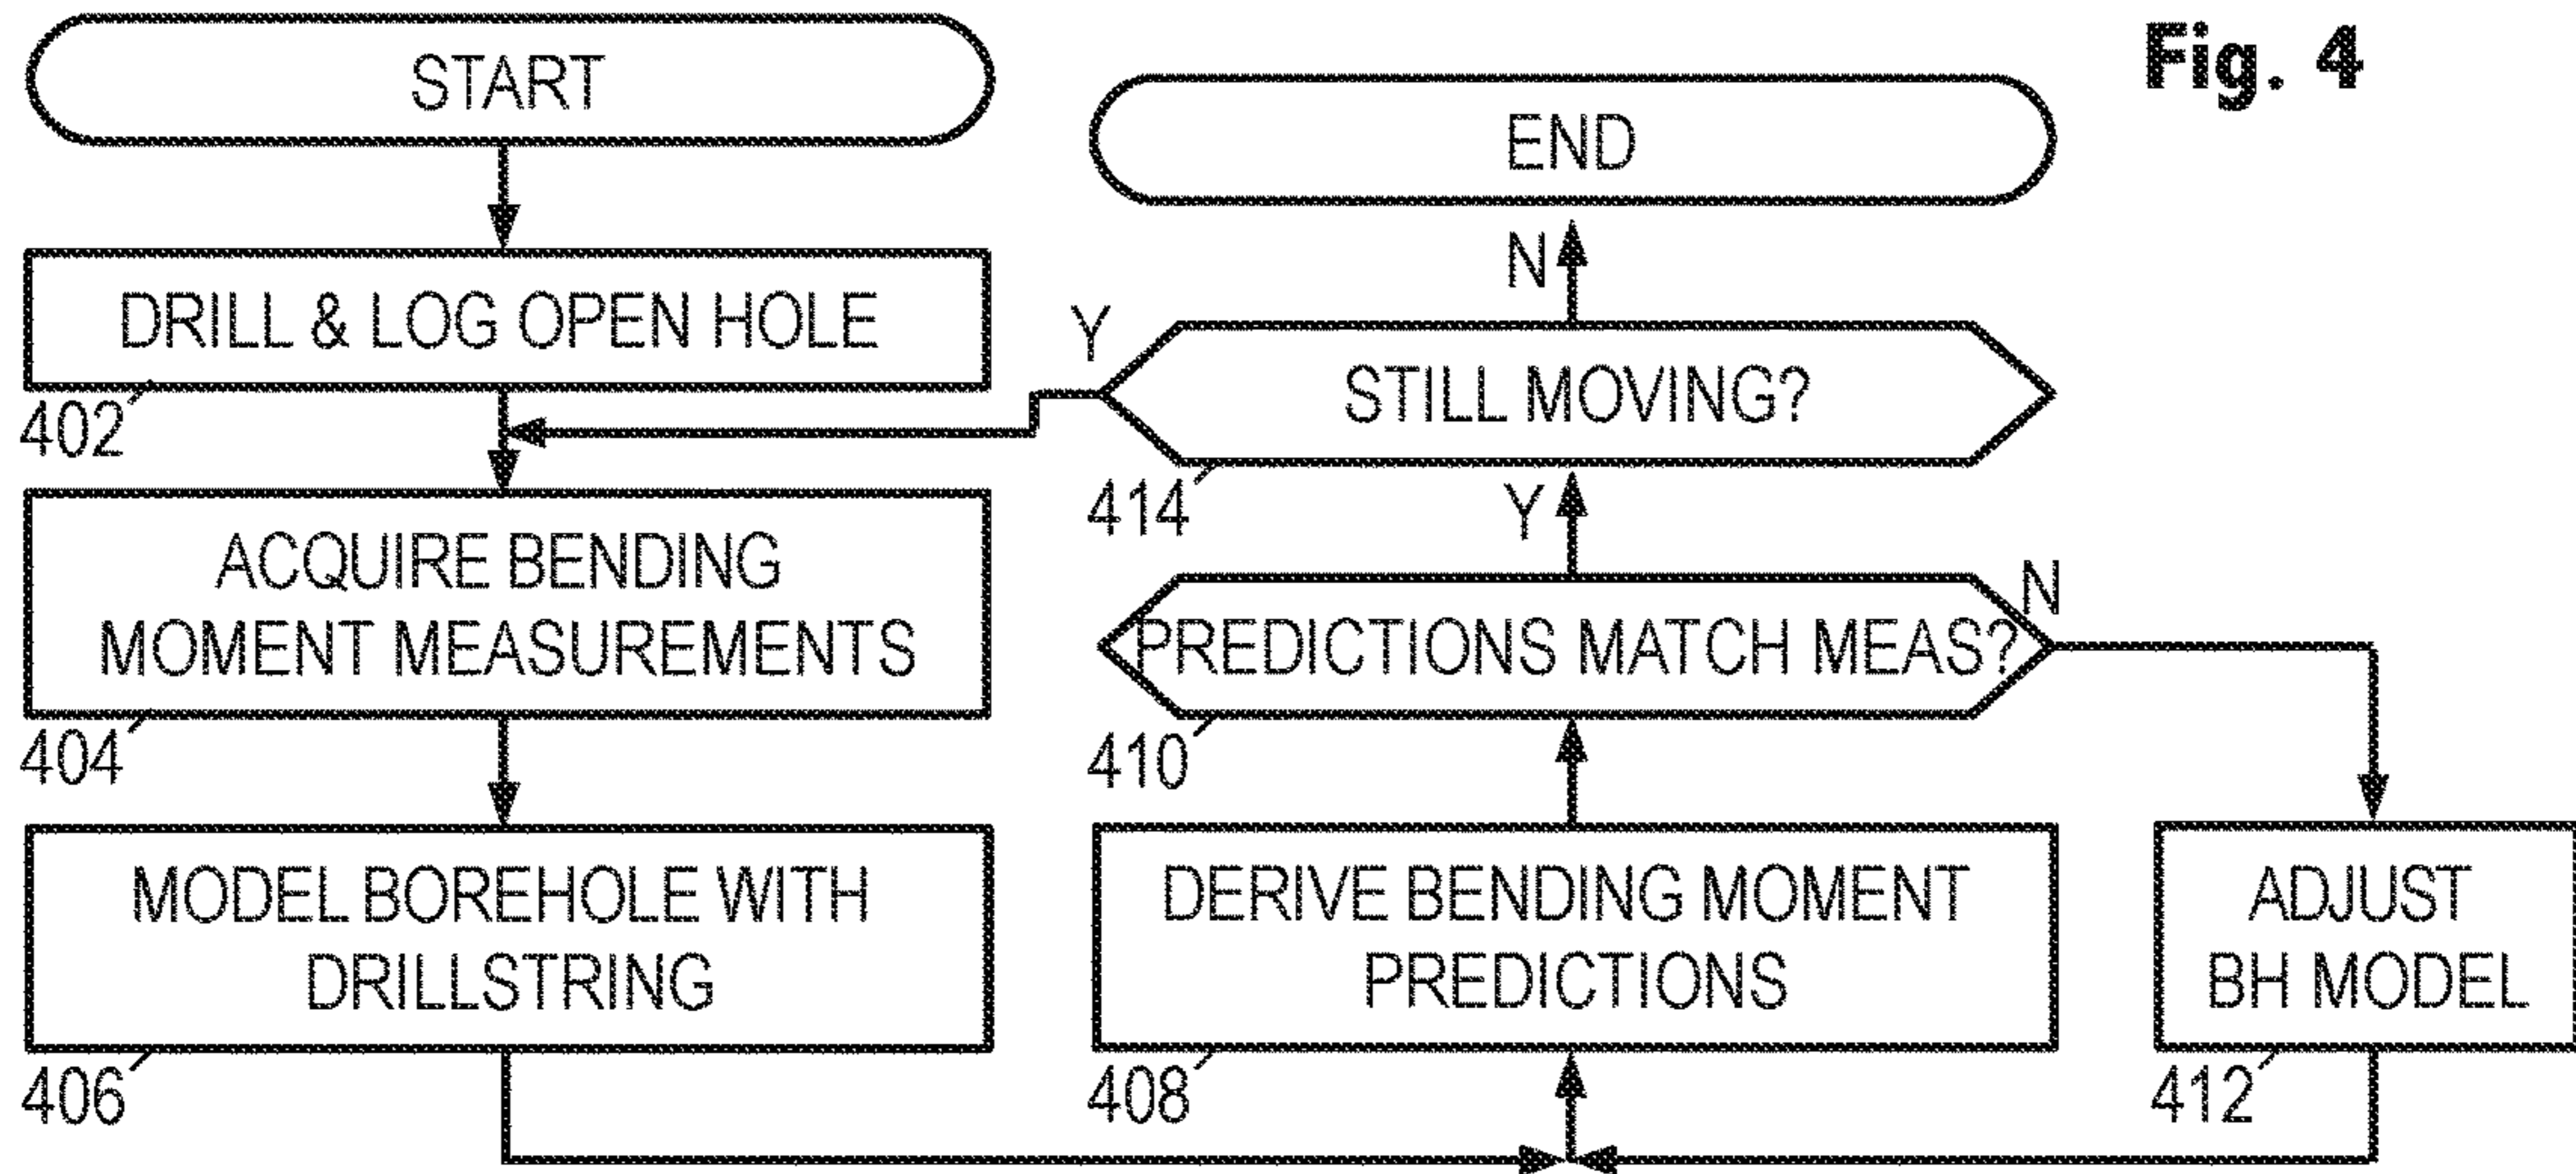 Fig. 4
START
DRILL & LOG OPEN HOLE
402
ACQUIRE BENDING
MOMENT MEASUREMENTS
404
MODEL BOREHOLE WITH
DRILLSTRING
406
END
N
Y
STILL MOVING?
414
Y
PREDICTIONS MATCH MEAS?
N
410
DERIVE BENDING MOMENT
PREDICTIONS
408
ADJUST
BH MODEL
412